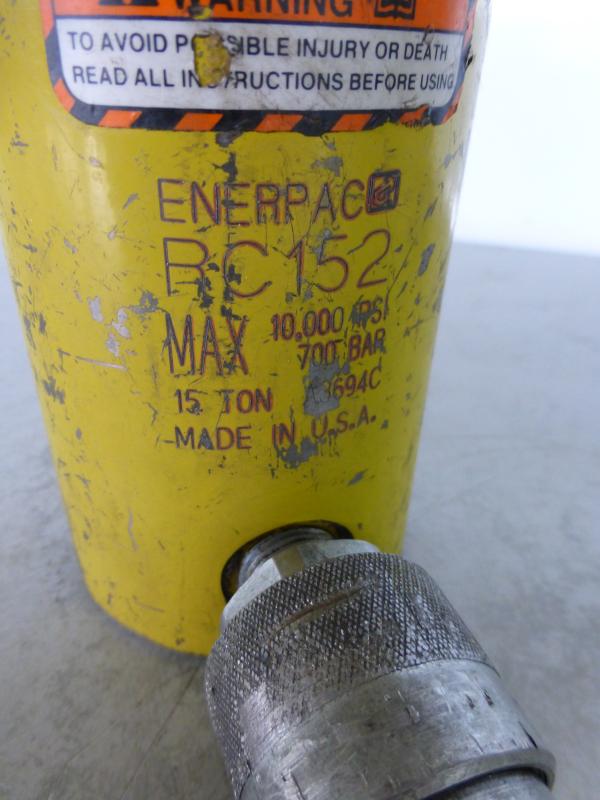 WARNING
TO AVOID POSSIBLE INJURY OR DEATH
READ ALL INSTRUCTIONS BEFORE USING
ENERPAC
RC152
MAX 10,000 PSI
700 BAR
15 TON A3694C
MADE IN U.S.A.